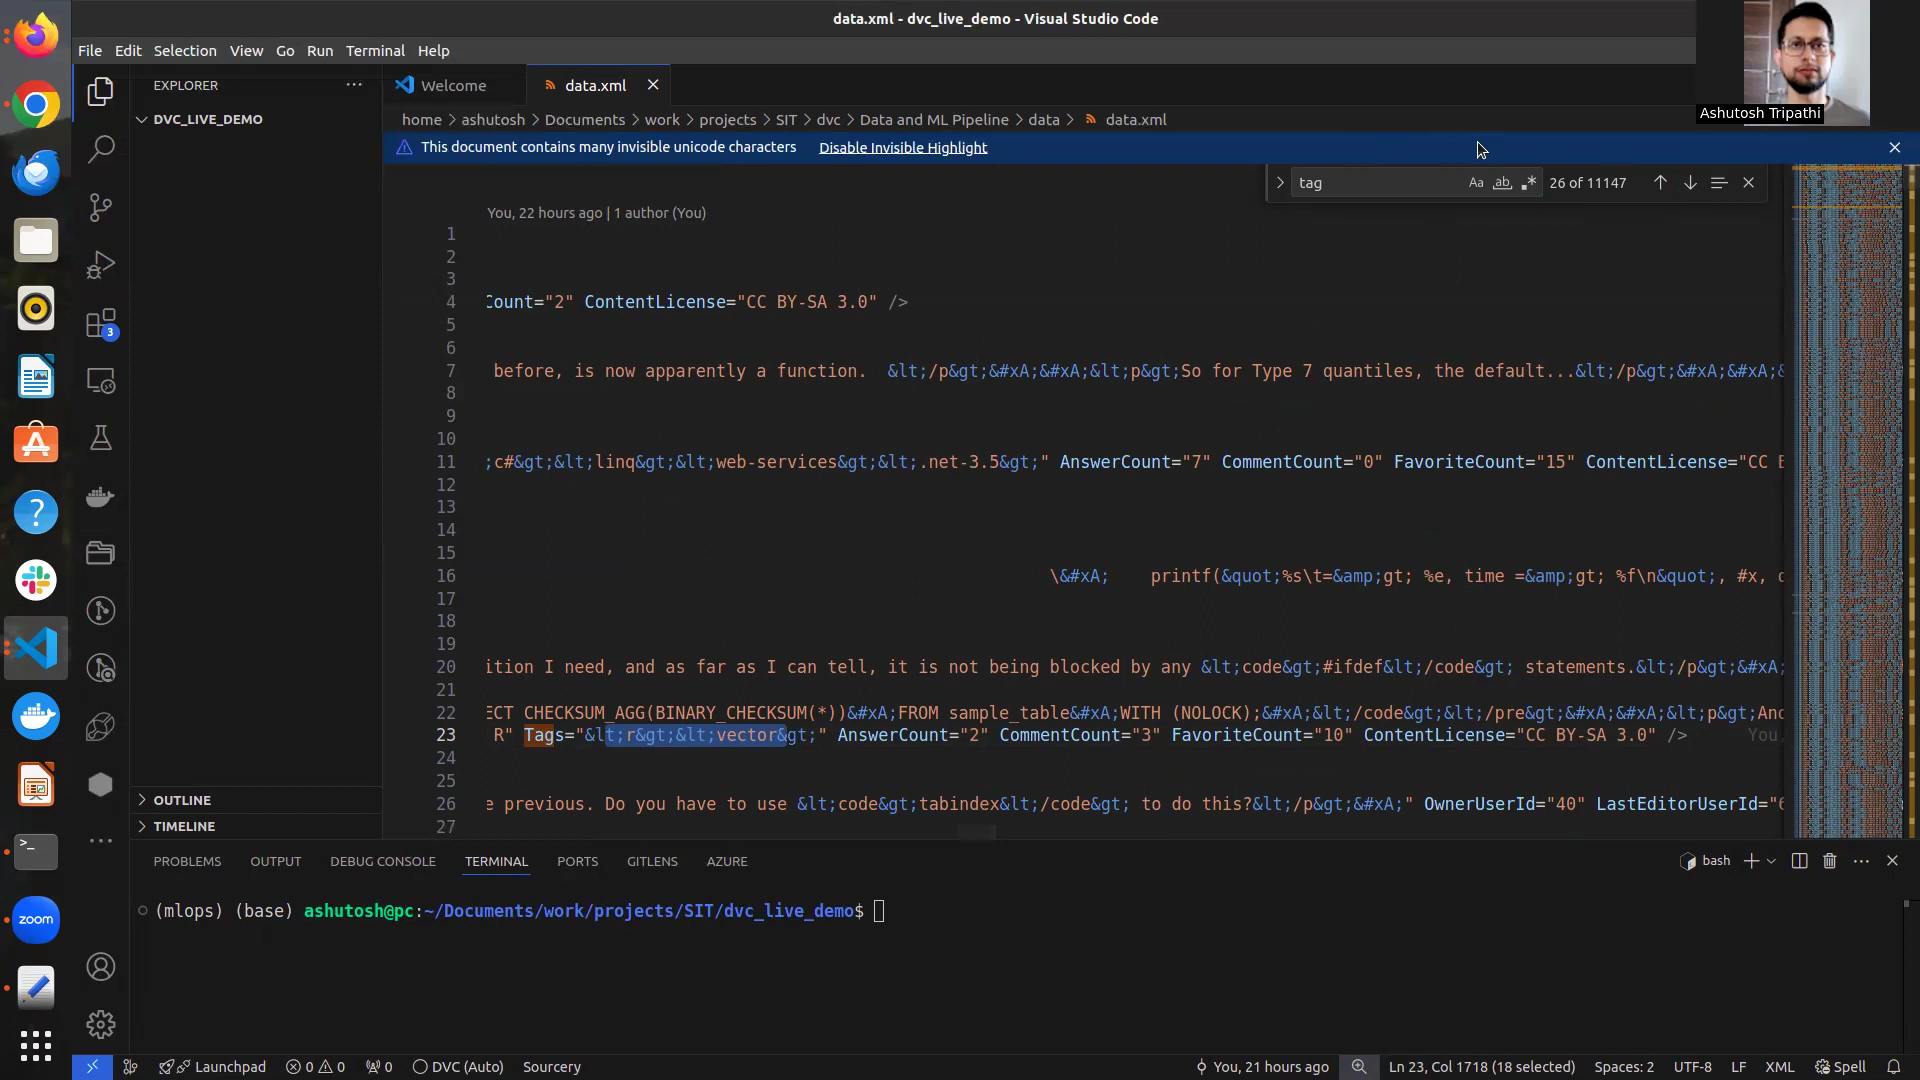 data.xml - dvc_live_demo - Visual Studio Code
File Edit Selection View Go Run Terminal Help
EXPLORER
Welcome
data.xml
Ashutosh Tripathi
DVC_LIVE_DEMO
home > ashutosh > Documents > work > projects > SIT > dvc > Data and ML Pipeline > data > data.xml
This document contains many invisible unicode characters Disable Invisible Highlight
tag Aa ab, .* 26 of 11147
You, 22 hours ago | 1 author (You)
1
2
3
4 Count="2" ContentLicense="CC BY-SA 3.0" />
5
6
7 before, is now apparently a function. &lt;/p&gt;&#xA;&#xA;&lt;p&gt;So for Type 7 quantiles, the default...&lt;/p&gt;&#xA;&#xA;&
8
9
10
11 ;c#&gt;&lt;linq&gt;&lt;web-services&gt;&lt;.net-3.5&gt;" AnswerCount="7" CommentCount="0" FavoriteCount="15" ContentLicense="CC B
12
13
14
15
16 \&#xA; printf(&quot;%s\t=&amp;gt; %e, time =&amp;gt; %f\n&quot;, #x,
17
18
19
20 ition I need, and as far as I can tell, it is not being blocked by any &lt;code&gt;#ifdef&lt;/code&gt; statements.&lt;/p&gt;&#xA;
21
22 ECT CHECKSUM_AGG(BINARY_CHECKSUM(*))&#xA;FROM sample_table&#xA;WITH (NOLOCK);&#xA;&lt;/code&gt;&lt;/pre&gt;&#xA;&#xA;&lt;p&gt;And
23 R" Tags="&lt;r&gt;&lt;vector&gt;" AnswerCount="2" CommentCount="3" FavoriteCount="10" ContentLicense="CC BY-SA 3.0" /> You,
24
25
26 e previous. Do you have to use &lt;code&gt;tabindex&lt;/code&gt; to do this?&lt;/p&gt;&#xA;" OwnerUserId="40" LastEditorUserId="6
27
OUTLINE
TIMELINE
3
PROBLEMS OUTPUT DEBUG CONSOLE TERMINAL PORTS GITLENS AZURE
bash
(mlops) (base) ashutosh@pc:~/Documents/work/projects/SIT/dvc_live_demo$
zoom
Launchpad 0 0 0 DVC (Auto) Sourcery
You, 21 hours ago Ln 23, Col 1718 (18 selected) Spaces: 2 UTF-8 LF XML Spell